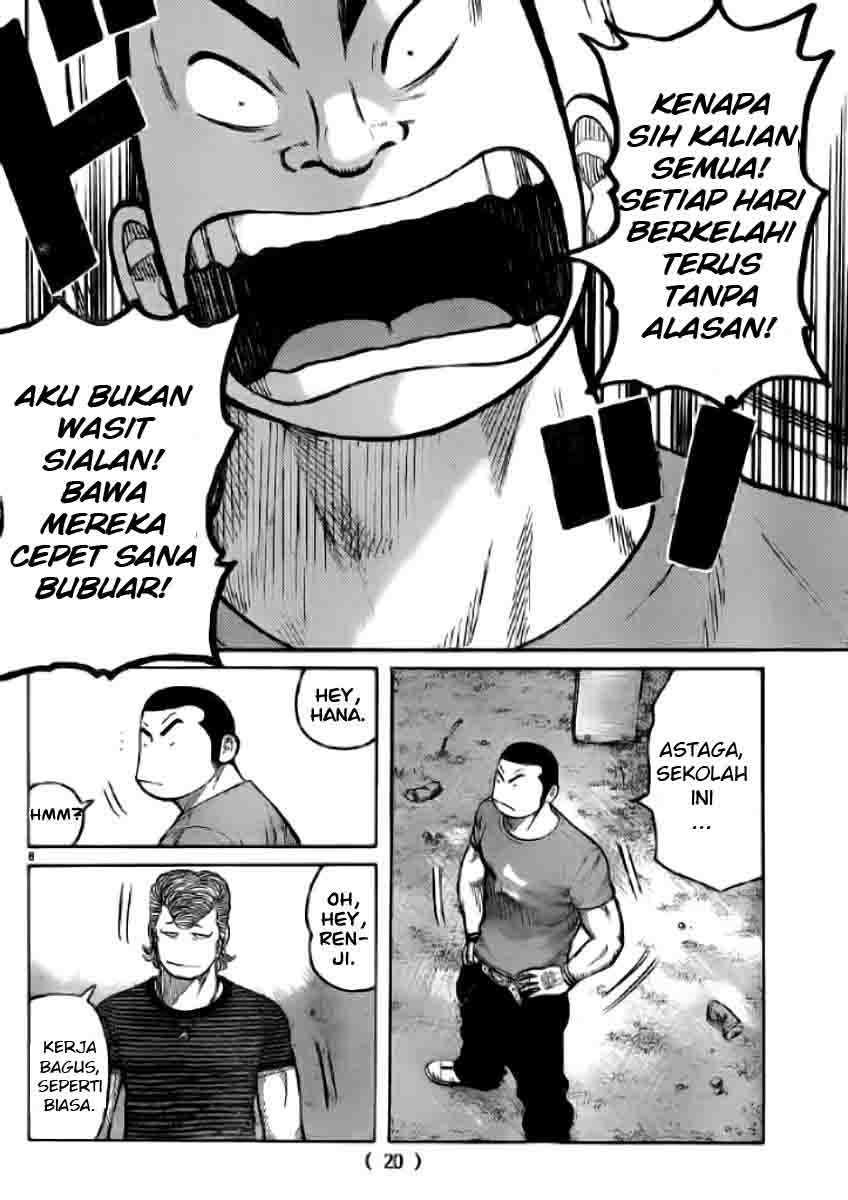 KENAPA
SIH KALIAN
SEMUA!
SETIAP HARI
BERKELAHI
TERUS
TANPA
ALASAN!
AKU BUKAN
WASIT
SIALAN!
BAWA
MEREKA
CEPET SANA
BUBUAR!
ASTAGA,
SEKOLAH
INI
...
HEY,
HANA.
HMM?
8
OH,
HEY,
REN-
JI.
KERJA
BAGUS,
SEPERTI
BIASA.
( 20 )